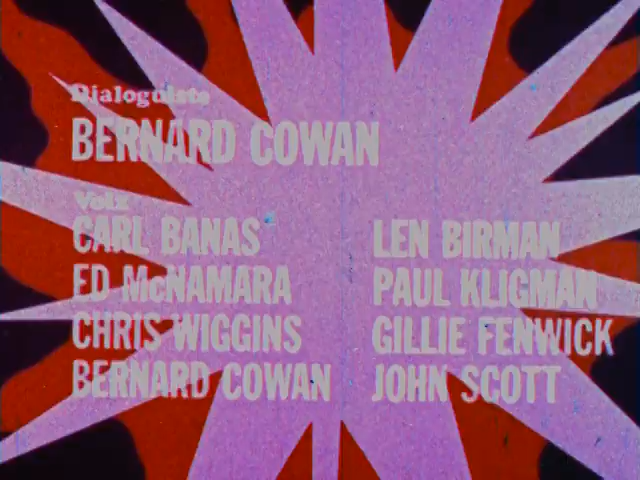 Dialoguiste
BERNARD COWAN
Voix
CARL BANAS
ED McNAMARA
CHRIS WIGGINS
BERNARD COWAN
LEN BIRMAN
PAUL KLIGMAN
GILLIE FENWICK
JOHN SCOTT